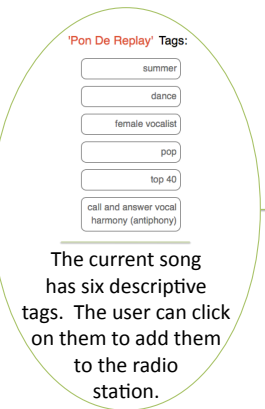 'Pon De Replay' Tags:
summer
dance
female vocalist
pop
top 40
call and answer vocal
harmony (antiphony)
The current song
has six descriptive
tags. The user can click
on them to add them
to the radio
station.